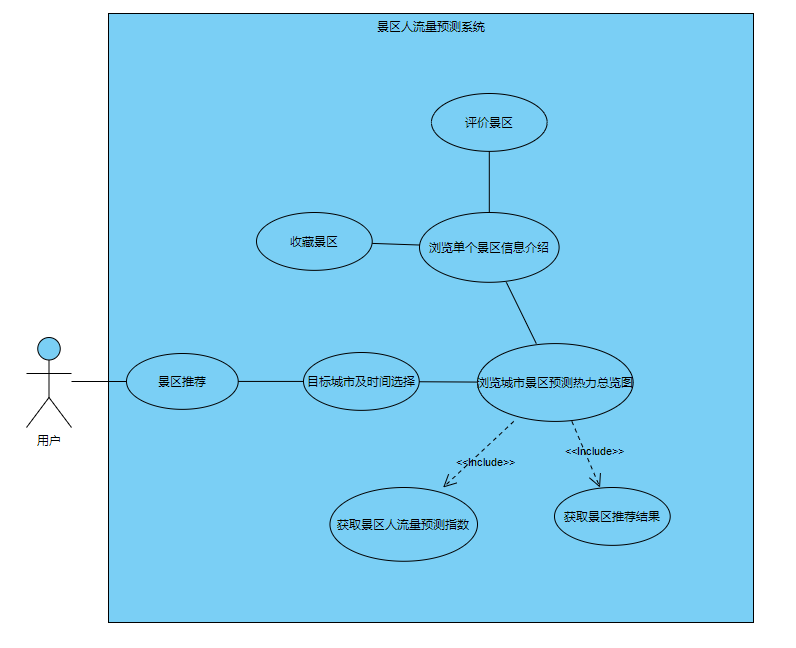 景区人流量预测系统
评价景区
收藏景区
浏览单个景区信息介绍
景区推荐
目标城市及时间选择
浏览城市景区预测热力总览图
用户
<<Include>>
<<Include>>
获取景区人流量预测指数
获取景区推荐结果